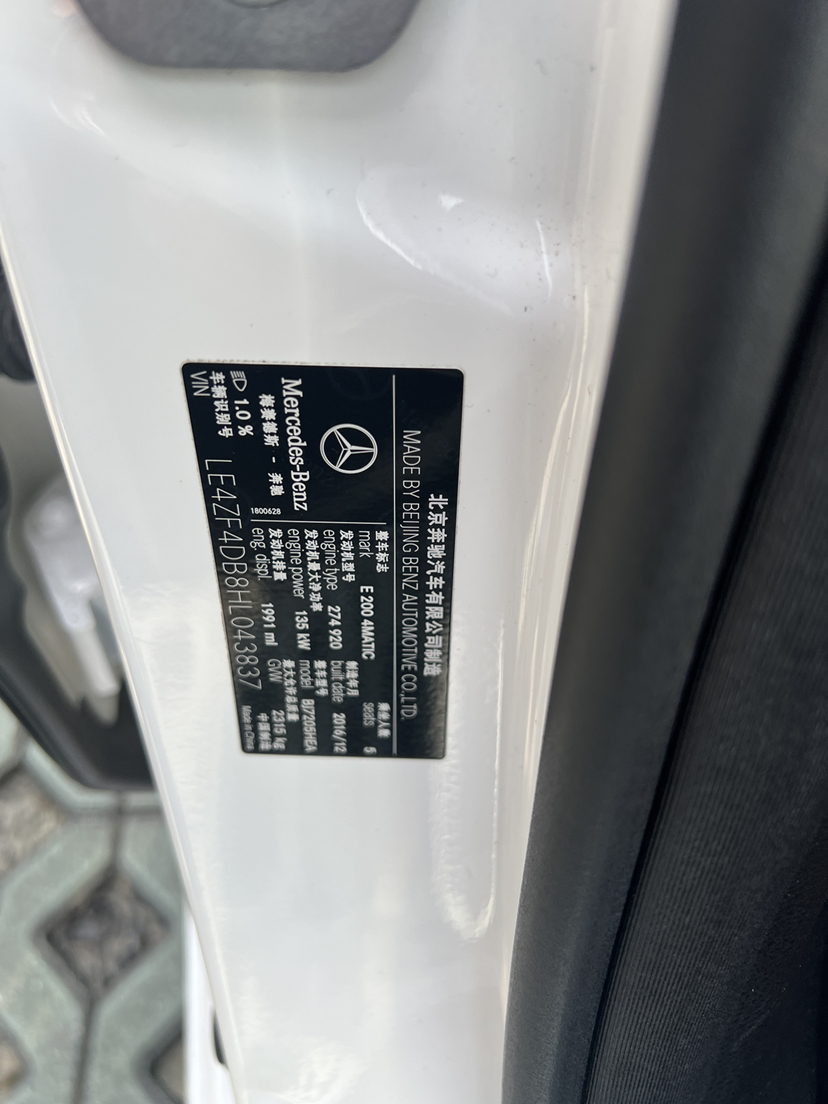 北京奔驰汽车有限公司制造
MADE BY BEIJING BENZ AUTOMOTIVE CO.,LTD.
Mercedes-Benz
梅赛德斯 - 奔驰
1.0 %
1800628
整车标志
mark E 200 4MATIC
乘坐人数
seats 5
发动机型号
engine type 274 920
制造年月
built date 2016/12
发动机最大净功率
engine power 135 kW
整车型号
model BJ7205HEA
发动机排量
eng. displ. 1991 ml
最大允许总质量
GVW 2315 kg
车辆识别号
VIN LE4ZF4DB8HL043837
中国制造
Made in China